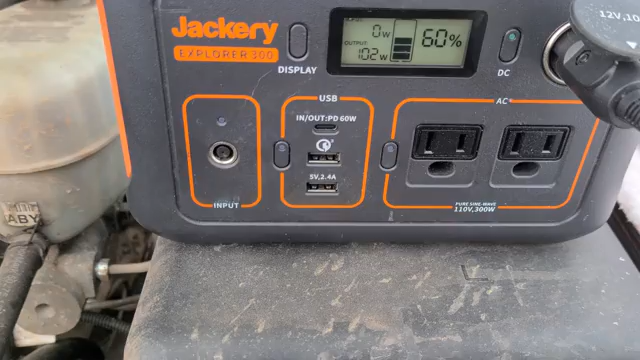 Jackery
EXPLORER 300
DISPLAY
0W
OUTPUT:
102W
60%
DC
12V,10
USB
IN/OUT:PD 60W
5V,2.4A
INPUT
AC
PURE SINE-WAVE
110V,300W
ABY